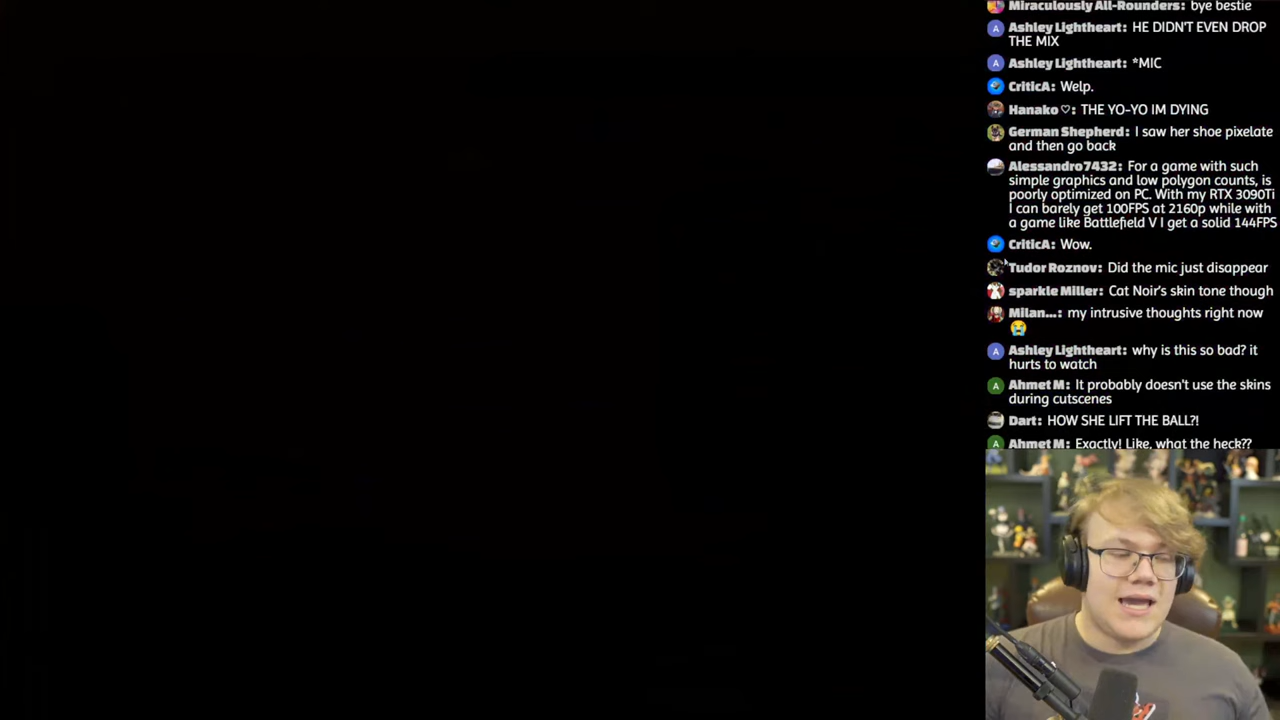 Miraculously All-Rounders: bye bestie
A Ashley Lightheart: HE DIDN'T EVEN DROP
THE MIX
A Ashley Lightheart: *MIC
CriticA: Welp.
Hanako ♡: THE YO-YO IM DYING
German Shepherd: I saw her shoe pixelate
and then go back
Alessandro7432: For a game with such
simple graphics and low polygon counts, is
poorly optimized on PC. With my RTX 3090Ti
I can barely get 100FPS at 2160p while with
a game like Battlefield V I get a solid 144FPS
CriticA: Wow.
Tudor Roznov: Did the mic just disappear
sparkle Miller: Cat Noir's skin tone though
Milan...: my intrusive thoughts right now
😭
A Ashley Lightheart: why is this so bad? it
hurts to watch
A Ahmet M: It probably doesn't use the skins
during cutscenes
Dart: HOW SHE LIFT THE BALL?!
A Ahmet M: Exactly! Like, what the heck??